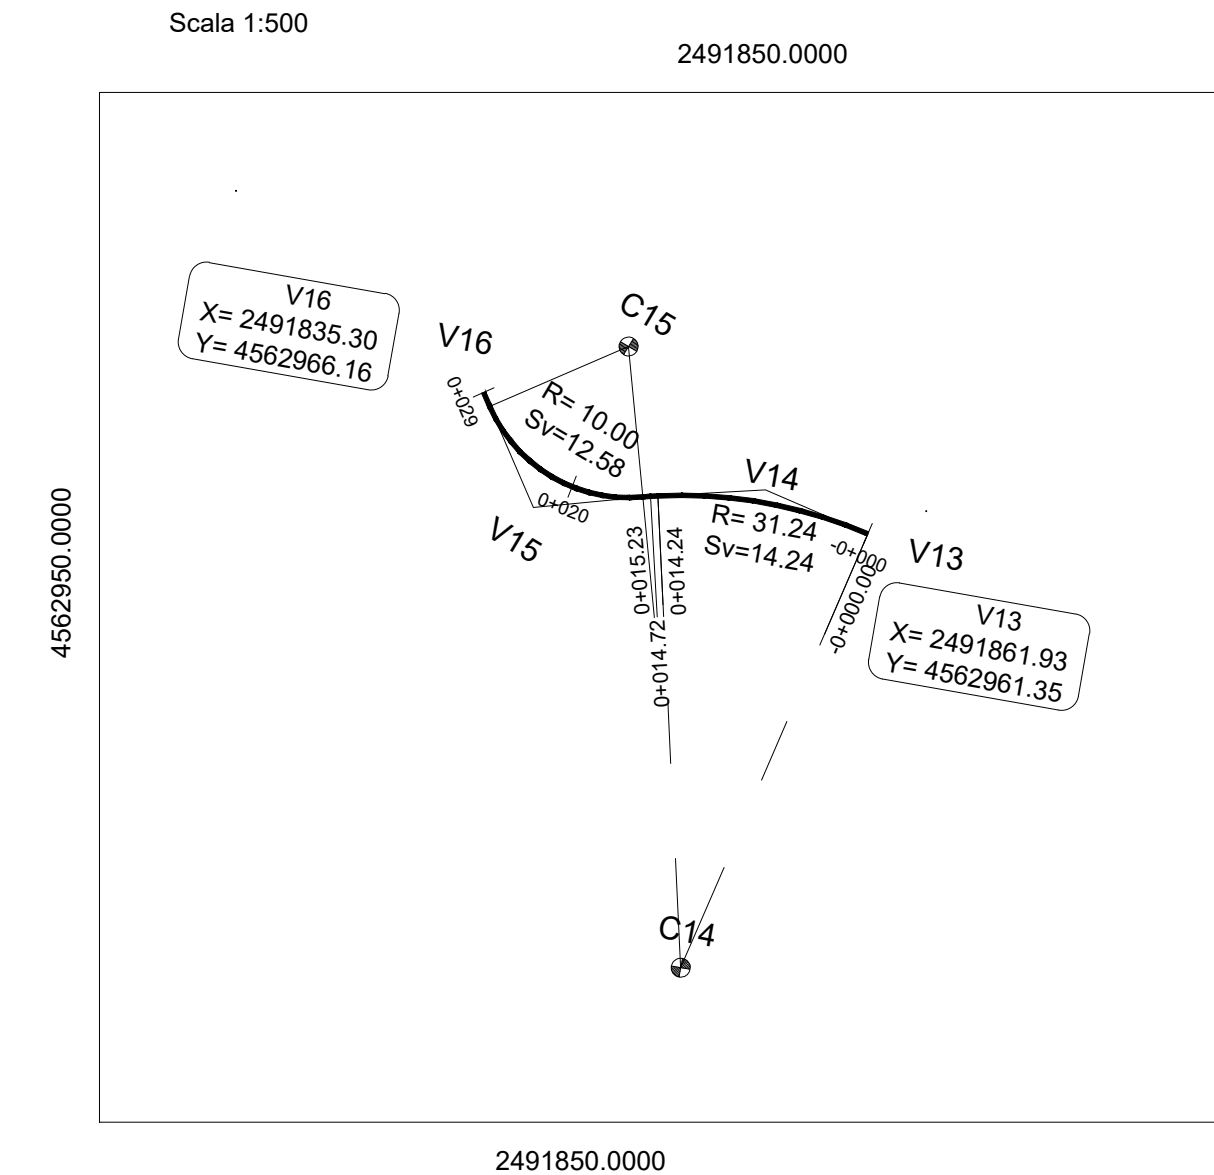 Scala 1:500
2491850.0000
V16
X= 2491835.30
Y= 4562966.16
V16
C15
0+029
R= 10.00
Sv=12.58
V14
0+020
V15
R= 31.24
Sv=14.24
-0+000
V13
4562950.0000
0+015.23
0+014.24
0+014.72
-0+000.00
V13
X= 2491861.93
Y= 4562961.35
C14
2491850.0000